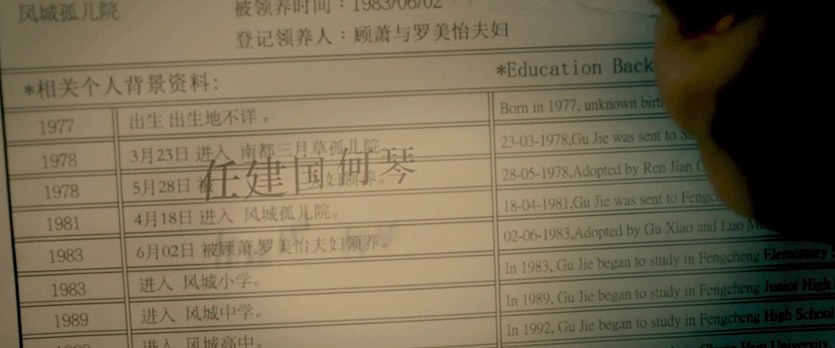 凤城孤儿院
被领养时间：1983/06/02
登记领养人：顾萧与罗美怡夫妇
*相关个人背景资料:
*Education Back
1977 出生 出生地不详。 Born in 1977, unknown birt
1978 3月23日 进入 南都三月草孤儿院 23-03-1978,Gu Jie was sent to
任建国何琴
1978 5月28日 被 领养。 28-05-1978,Adopted by Ren Jian
1981 4月18日 进入 凤城孤儿院。 18-04-1981,Gu Jie was sent to Fengc
1983 6月02日 被顾萧,罗美怡夫妇领养。 02-06-1983,Adopted by Gu Xiao and Luo
1983 进入 风城小学。 In 1983, Gu Jie began to study in Fengcheng Elementary
1989 进入 风城中学。 In 1989, Gu Jie began to study in Fengcheng Junior High
进入 风城高中。 In 1992, Gu Jie began to study in Fengcheng High School
University